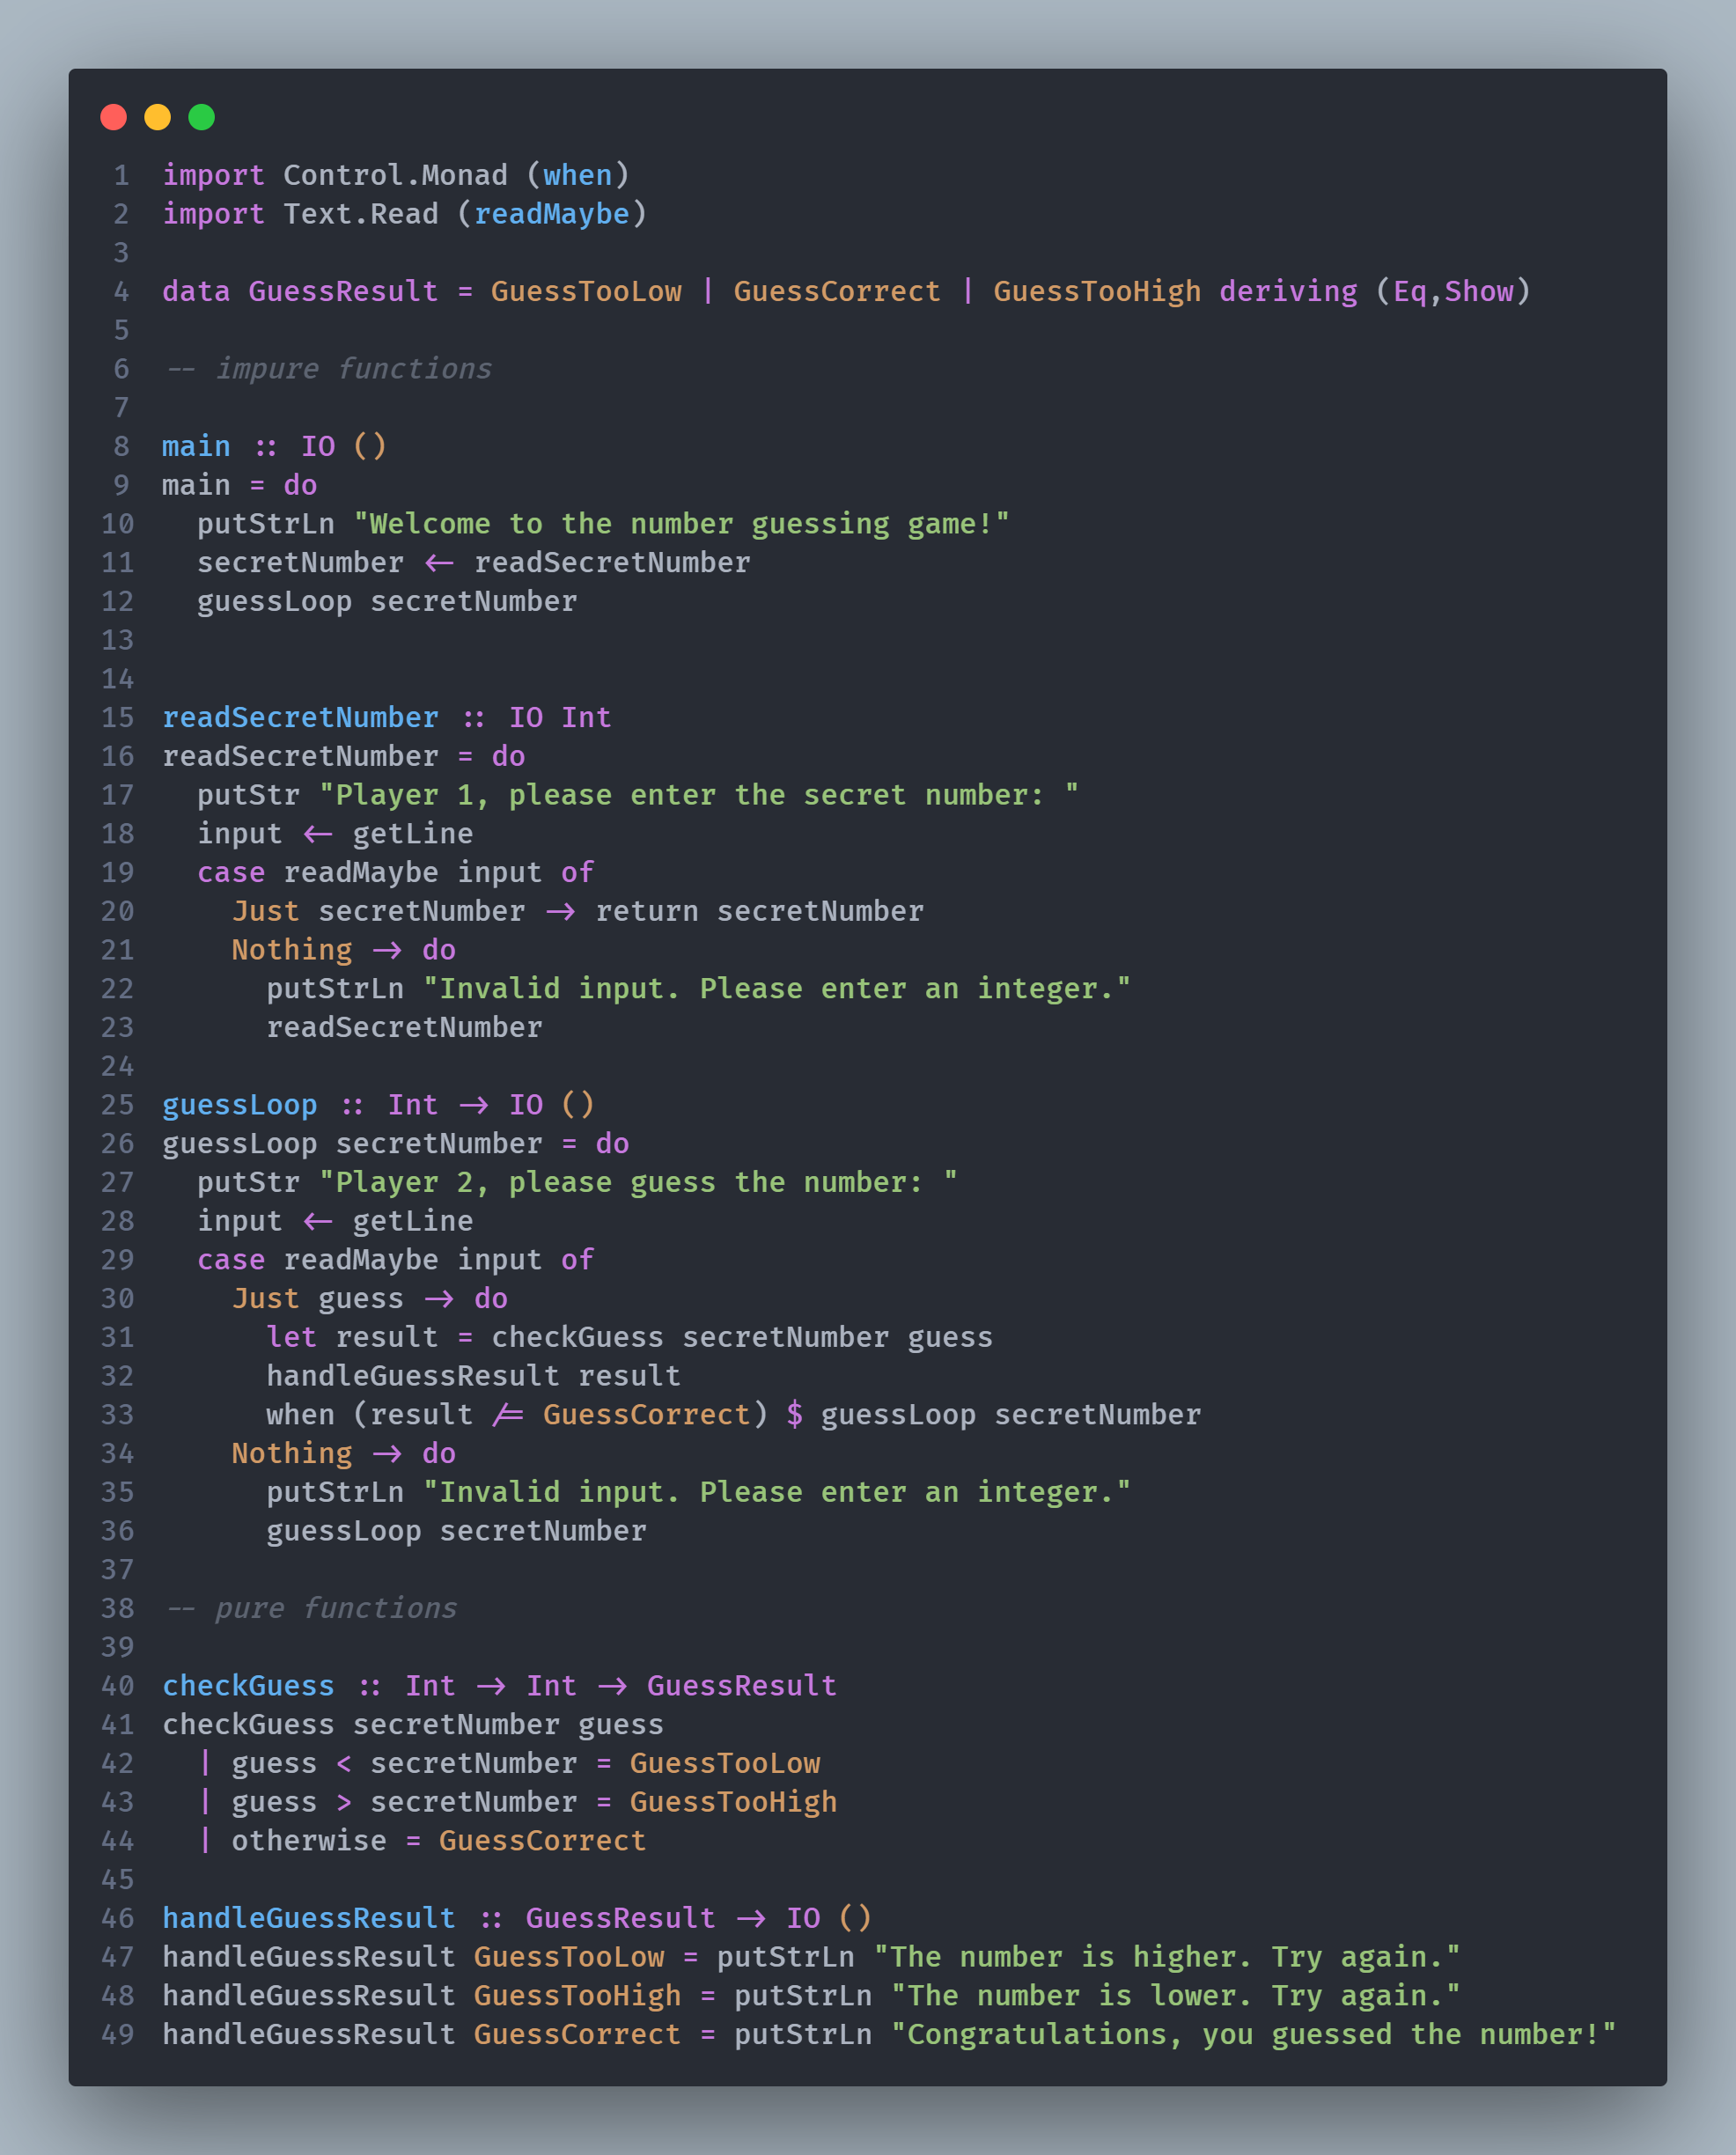 1 import Control.Monad (when)
2 import Text.Read (readMaybe)
3
4 data GuessResult = GuessTooLow | GuessCorrect | GuessTooHigh deriving (Eq,Show)
5
6 -- impure functions
7
8 main :: IO ()
9 main = do
10   putStrLn "Welcome to the number guessing game!"
11   secretNumber <- readSecretNumber
12   guessLoop secretNumber
13
14
15 readSecretNumber :: IO Int
16 readSecretNumber = do
17   putStr "Player 1, please enter the secret number: "
18   input <- getLine
19   case readMaybe input of
20     Just secretNumber -> return secretNumber
21     Nothing -> do
22       putStrLn "Invalid input. Please enter an integer."
23       readSecretNumber
24
25 guessLoop :: Int -> IO ()
26 guessLoop secretNumber = do
27   putStr "Player 2, please guess the number: "
28   input <- getLine
29   case readMaybe input of
30     Just guess -> do
31       let result = checkGuess secretNumber guess
32       handleGuessResult result
33       when (result /= GuessCorrect) $ guessLoop secretNumber
34     Nothing -> do
35       putStrLn "Invalid input. Please enter an integer."
36       guessLoop secretNumber
37
38 -- pure functions
39
40 checkGuess :: Int -> Int -> GuessResult
41 checkGuess secretNumber guess
42   | guess < secretNumber = GuessTooLow
43   | guess > secretNumber = GuessTooHigh
44   | otherwise = GuessCorrect
45
46 handleGuessResult :: GuessResult -> IO ()
47 handleGuessResult GuessTooLow = putStrLn "The number is higher. Try again."
48 handleGuessResult GuessTooHigh = putStrLn "The number is lower. Try again."
49 handleGuessResult GuessCorrect = putStrLn "Congratulations, you guessed the number!"